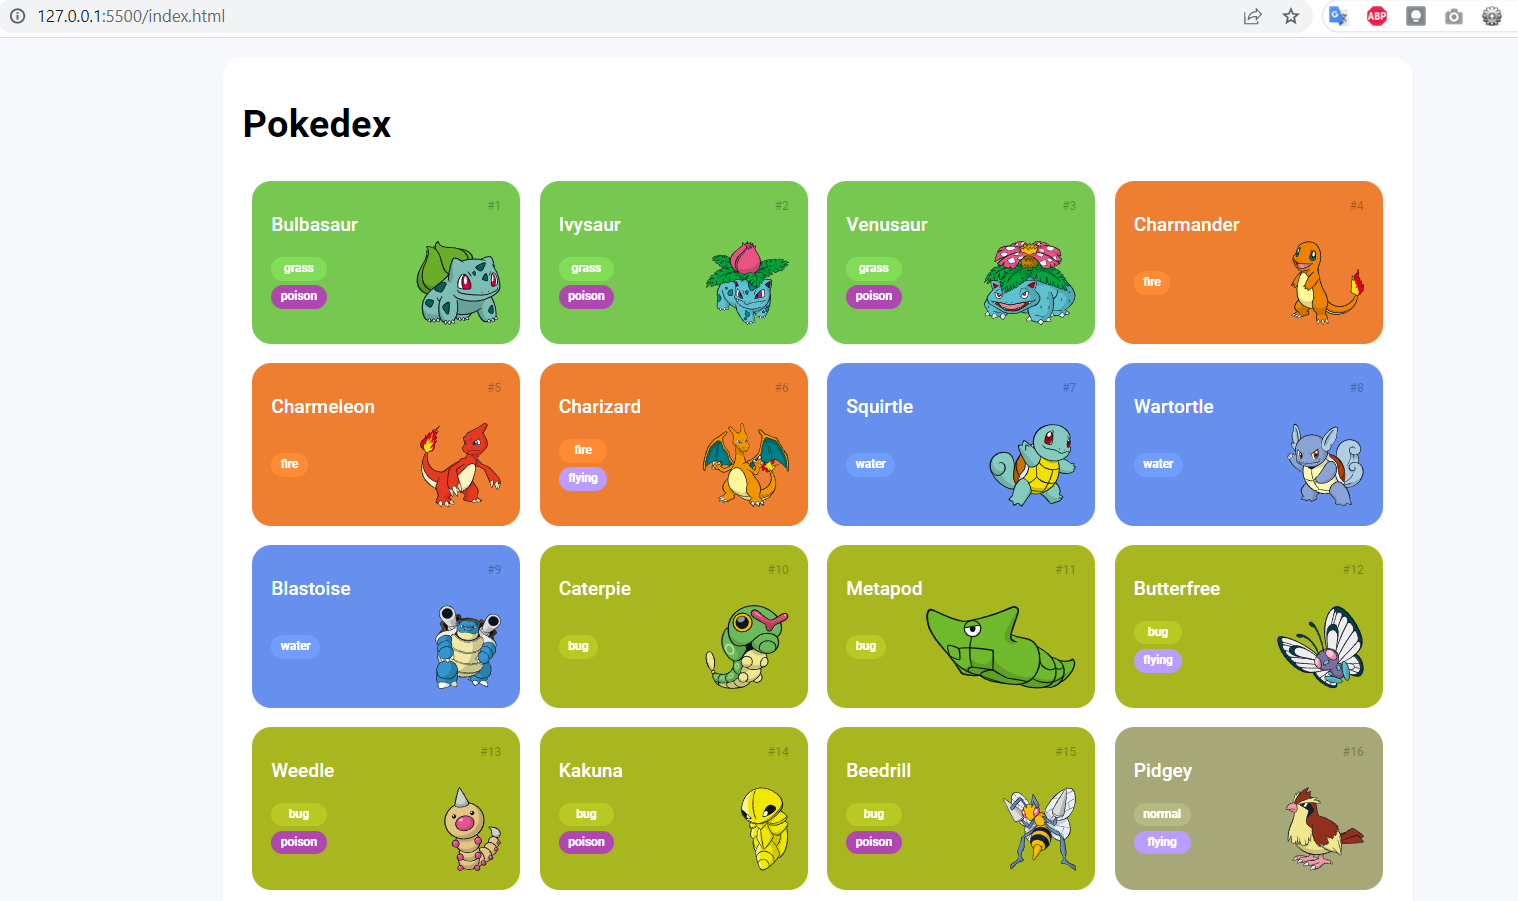 127.0.0.1:5500/index.html
ABP
Pokedex
#1
Bulbasaur
grass
poison
#2
Ivysaur
grass
poison
#3
Venusaur
grass
poison
#4
Charmander
fire
#5
Charmeleon
fire
#6
Charizard
fire
flying
#7
Squirtle
water
#8
Wartortle
water
#9
Blastoise
water
#10
Caterpie
bug
#11
Metapod
bug
#12
Butterfree
bug
flying
#13
Weedle
bug
poison
#14
Kakuna
bug
poison
#15
Beedrill
bug
poison
#16
Pidgey
normal
flying